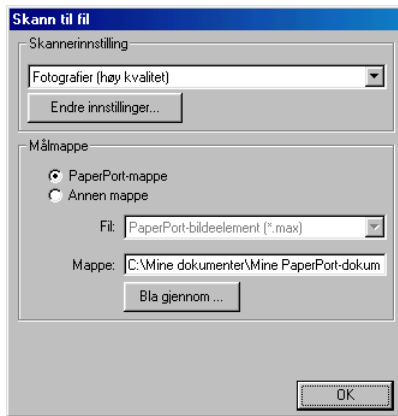 Skann til fil
Skannerinnstilling
Fotografier (høy kvalitet)
Endre innstillinger...
Målmappe
PaperPort-mappe
Annen mappe
Fil: PaperPort-bildeelement (*.max)
Mappe: C:\Mine dokumenter\Mine PaperPort-dokum
Bla gjennom ...
OK